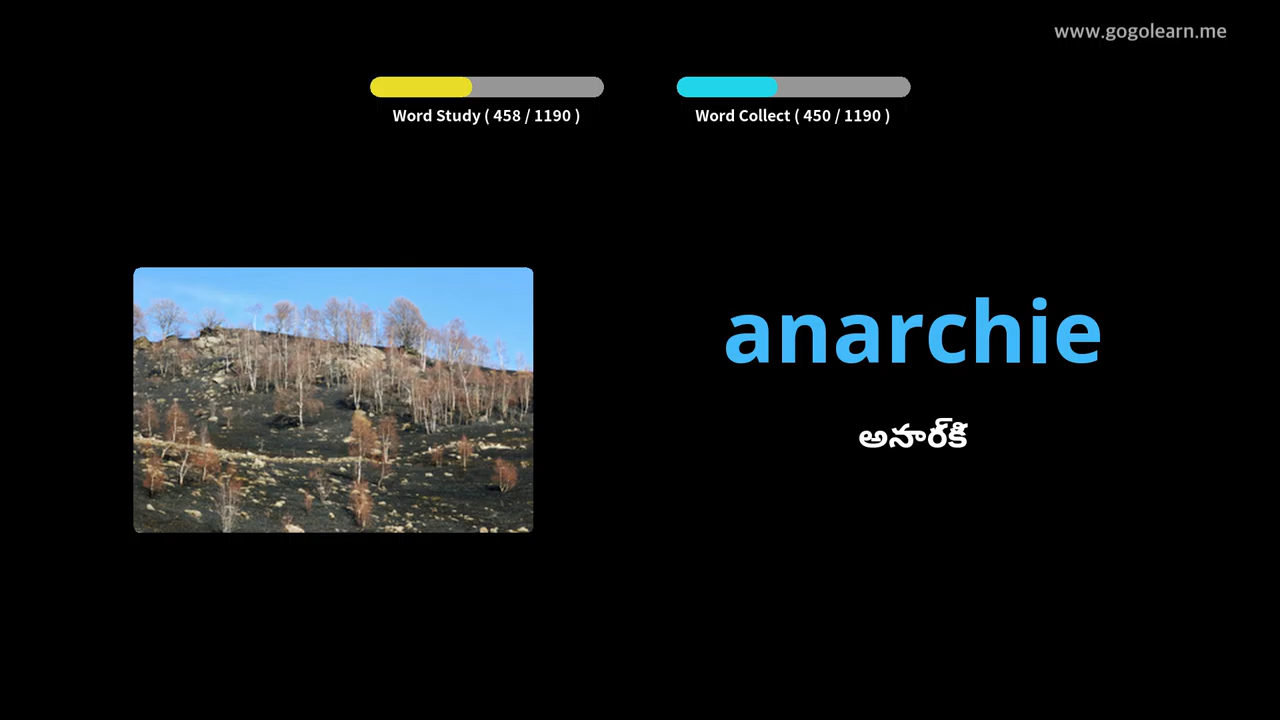 www.gogolearn.me
Word Study ( 458 / 1190 )
Word Collect ( 450 / 1190 )
anarchie
అనార్‌కి